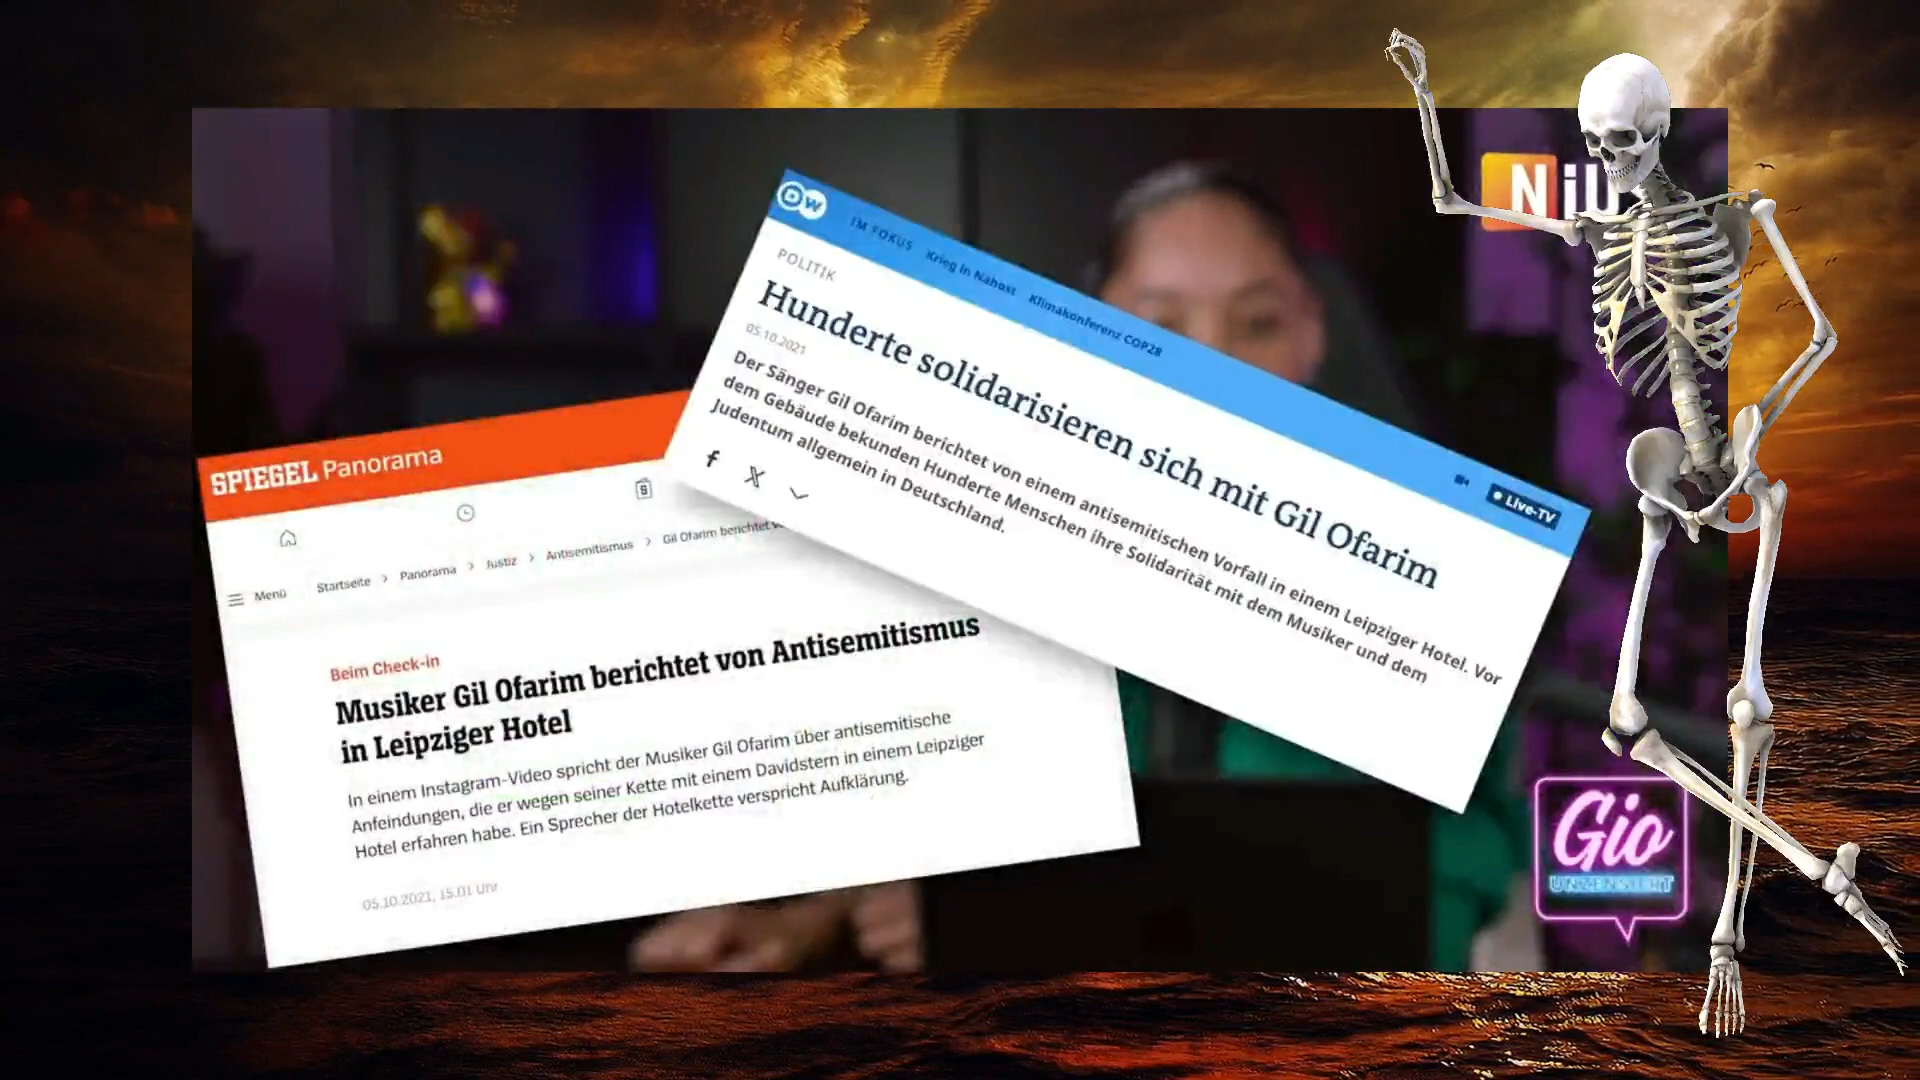 NiU
DW
IM FOKUS Krieg in Nahost Klimakonferenz COP28
Live-TV
POLITIK
Hunderte solidarisieren sich mit Gil Ofarim
05.10.2021
Der Sänger Gil Ofarim berichtet von einem antisemitischen Vorfall in einem Leipziger Hotel. Vor
dem Gebäude bekunden Hunderte Menschen ihre Solidarität mit dem Musiker und dem
Judentum allgemein in Deutschland.
SPIEGEL Panorama
Menü Startseite > Panorama > Justiz > Antisemitismus > Gil Ofarim berichtet
Beim Check-in
Musiker Gil Ofarim berichtet von Antisemitismus
in Leipziger Hotel
In einem Instagram-Video spricht der Musiker Gil Ofarim über antisemitische
Anfeindungen, die er wegen seiner Kette mit einem Davidstern in einem Leipziger
Hotel erfahren habe. Ein Sprecher der Hotelkette verspricht Aufklärung.
05.10.2021, 15.01 Uhr
Gio
UNZENSIERT